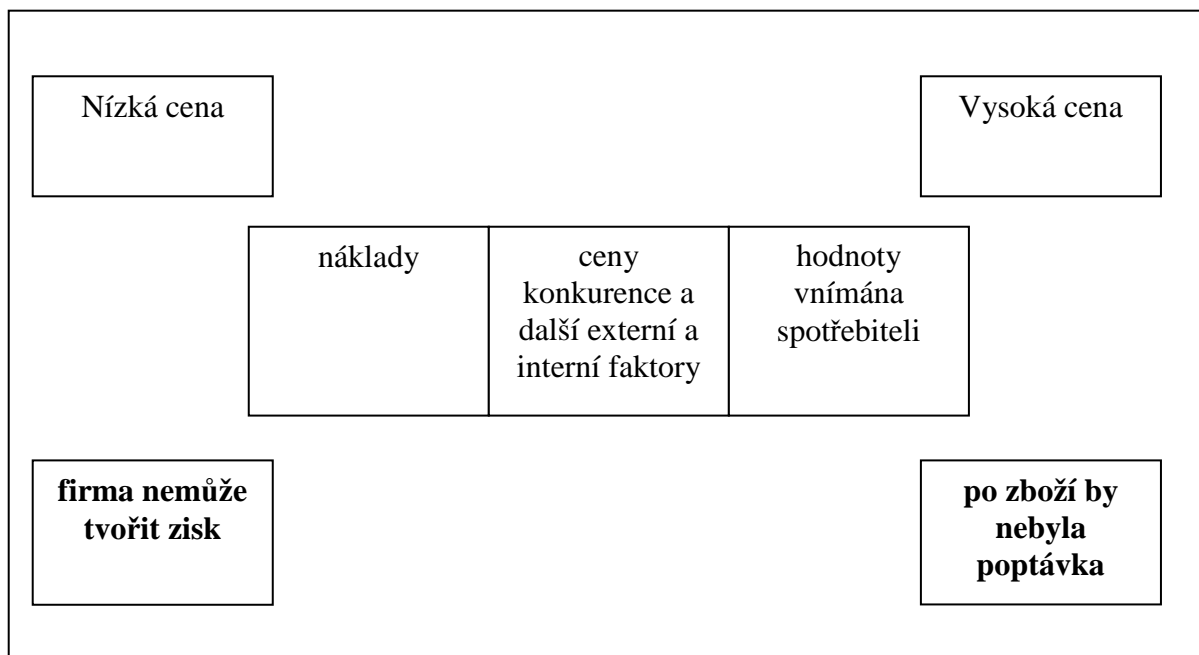 Nízká cena
Vysoká cena
náklady
ceny
konkurence a
další externí a
interní faktory
hodnoty
vnímána
spotřebiteli
firma nemůže
tvořit zisk
po zboží by
nebyla
poptávka